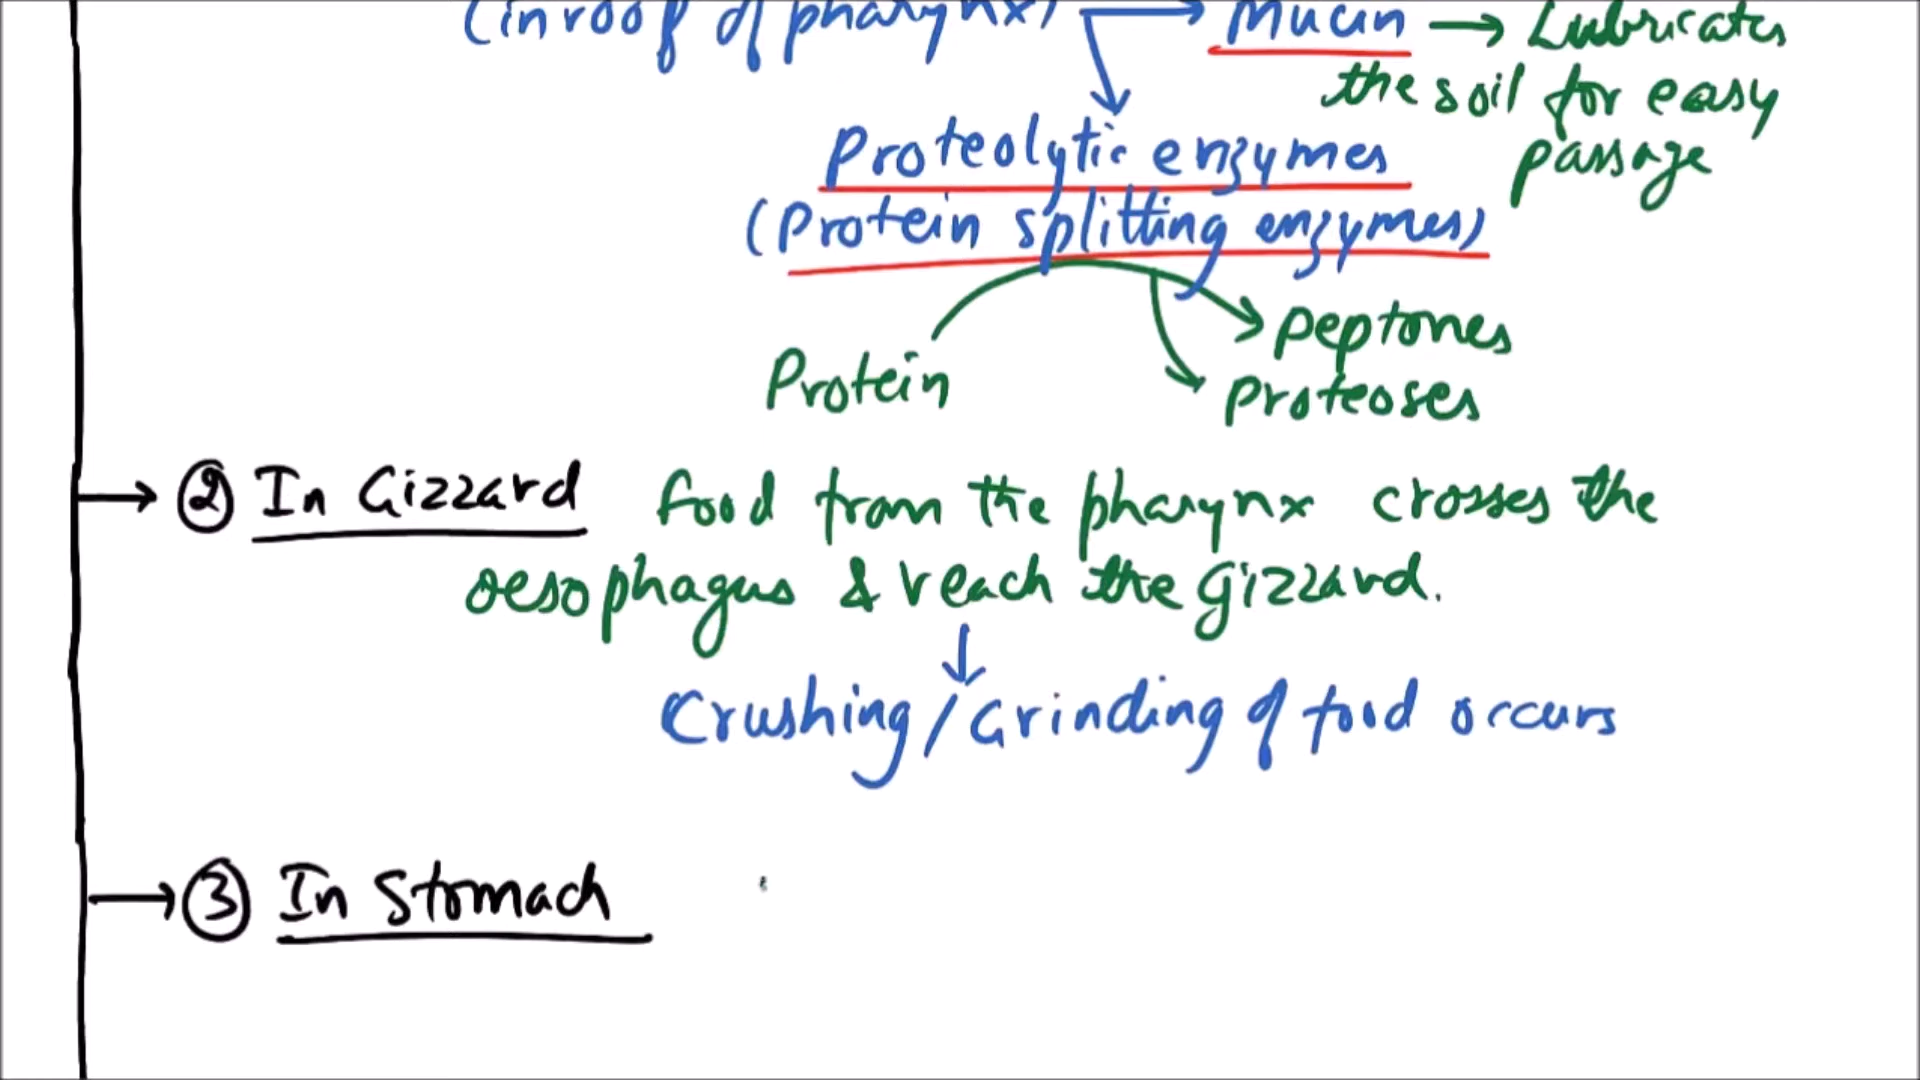 (in roof of pharynx) → Mucin → Lubricates
the soil for easy
passage
Proteolytic enzymes
(Protein splitting enzymes)
Protein
Peptones
Proteoses
→ ② In Gizzard food from the pharynx crosses the
oesophagus & reach the gizzard.
↓
Crushing/Grinding of food occurs
→ ③ In Stomach